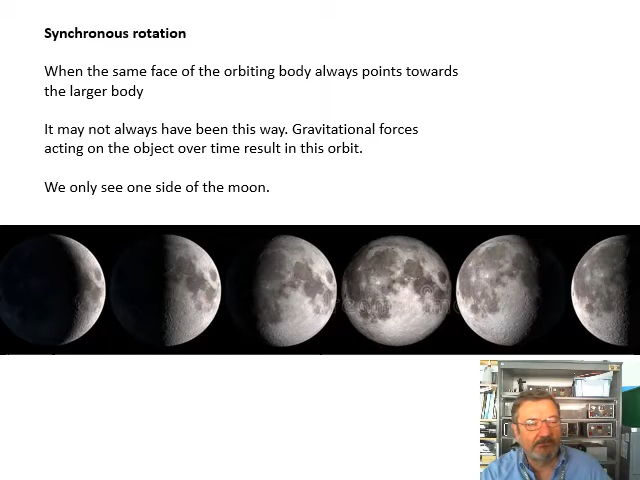 Synchronous rotation
When the same face of the orbiting body always points towards
the larger body
It may not always have been this way. Gravitational forces
acting on the object over time result in this orbit.
We only see one side of the moon.